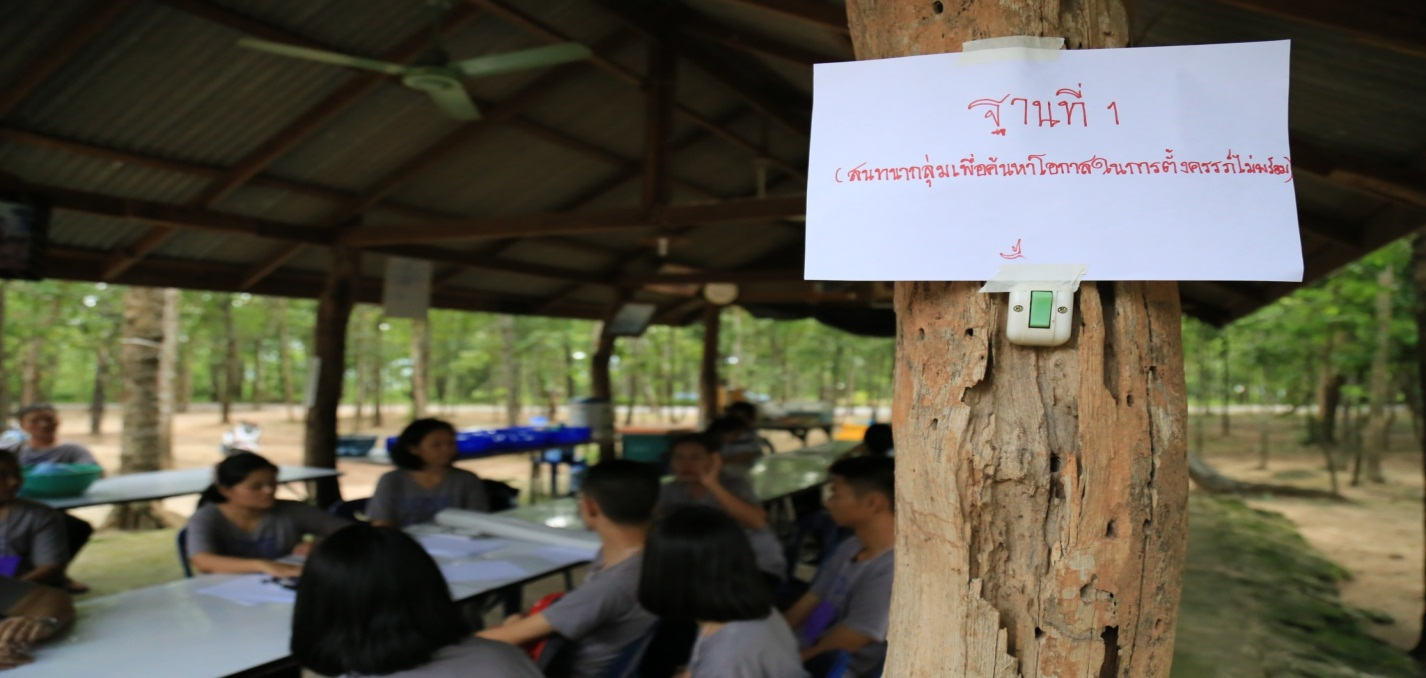 ฐานที่ 1
(สนทนากลุ่มเพื่อค้นหาโอกาสในการตั้งครรภ์ไม่พร้อม)